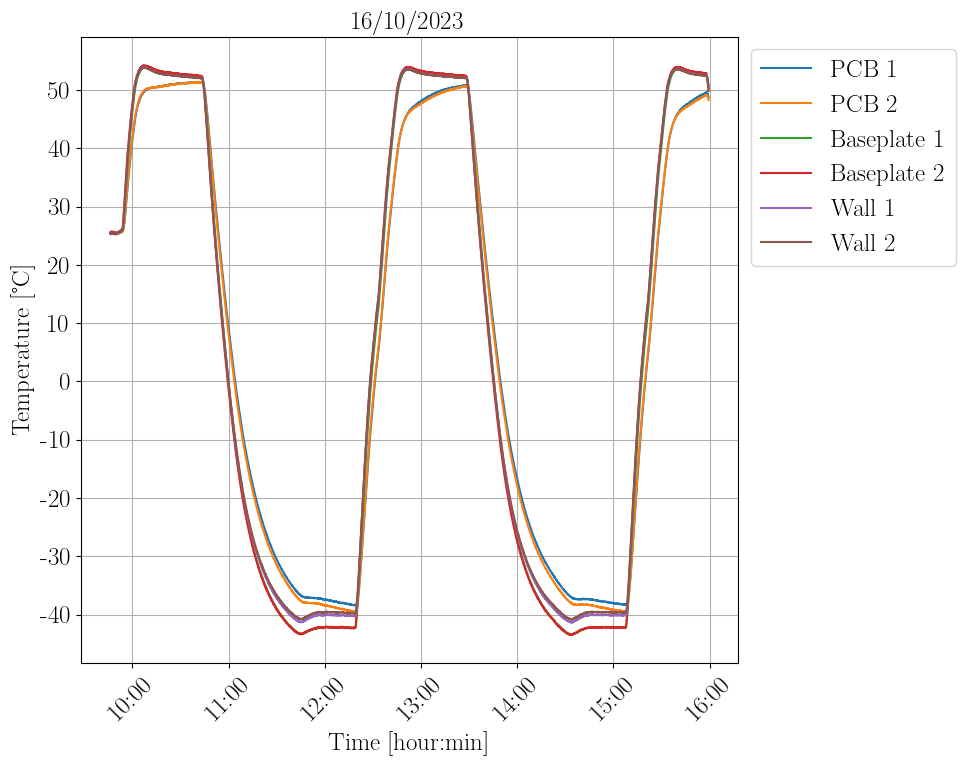 16/10/2023
PCB 1
PCB 2
Baseplate 1
Baseplate 2
Wall 1
Wall 2
Temperature [°C]
50
40
30
20
10
0
-10
-20
-30
-40
10:00
11:00
12:00
13:00
14:00
15:00
16:00
Time [hour:min]